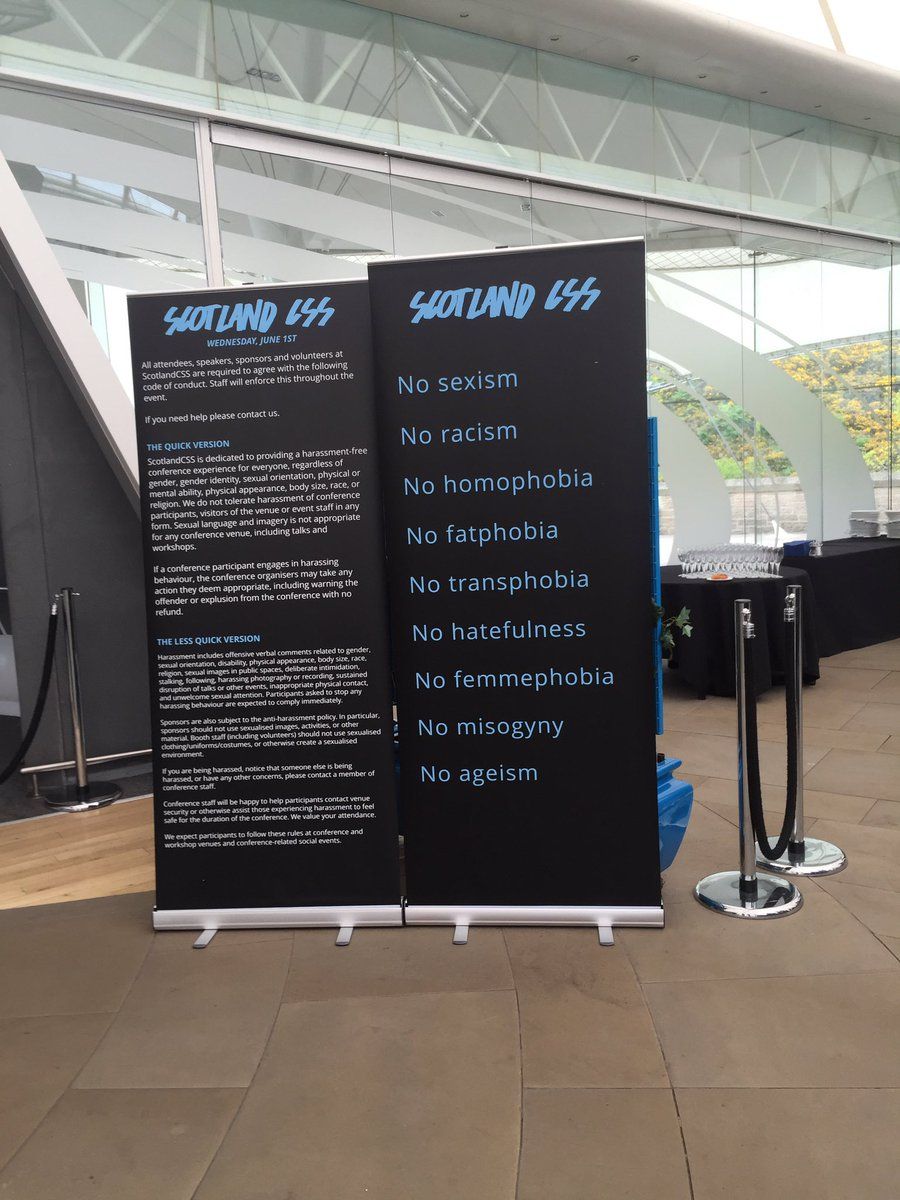 SCOTLAND CSS
WEDNESDAY, JUNE 1ST
All attendees, speakers, sponsors and volunteers at
ScotlandCSS are required to agree with the following
code of conduct. Staff will enforce this throughout the
event.
If you need help please contact us.
THE QUICK VERSION
ScotlandCSS is dedicated to providing a harassment-free
conference experience for everyone, regardless of
gender, gender identity, sexual orientation, physical or
mental ability, physical appearance, body size, race, or
religion. We do not tolerate harassment of conference
participants, visitors of the venue or event staff in any
form. Sexual language and imagery is not appropriate
for any conference venue, including talks and
workshops.
If a conference participant engages in harassing
behaviour, the conference organisers may take any
action they deem appropriate, including warning the
offender or explusion from the conference with no
refund.
THE LESS QUICK VERSION
Harassment includes offensive verbal comments related to gender,
sexual orientation, disability, physical appearance, body size, race,
religion, sexual images in public spaces, deliberate intimidation,
stalking, following, harassing photography or recording, sustained
disruption of talks or other events, inappropriate physical contact,
and unwelcome sexual attention. Participants asked to stop any
harassing behaviour are expected to comply immediately.
Sponsors are also subject to the anti-harassment policy. In particular,
sponsors should not use sexualised images, activities, or other
material. Booth staff (including volunteers) should not use sexualised
clothing/uniforms/costumes, or otherwise create a sexualised
environment.
If you are being harassed, notice that someone else is being
harassed, or have any other concerns, please contact a member of
conference staff.
Conference staff will be happy to help participants contact venue
security or otherwise assist those experiencing harassment to feel
safe for the duration of the conference. We value your attendance.
We expect participants to follow these rules at conference and
workshop venues and conference-related social events.
SCOTLAND CSS
No sexism
No racism
No homophobia
No fatphobia
No transphobia
No hatefulness
No femmephobia
No misogyny
No ageism